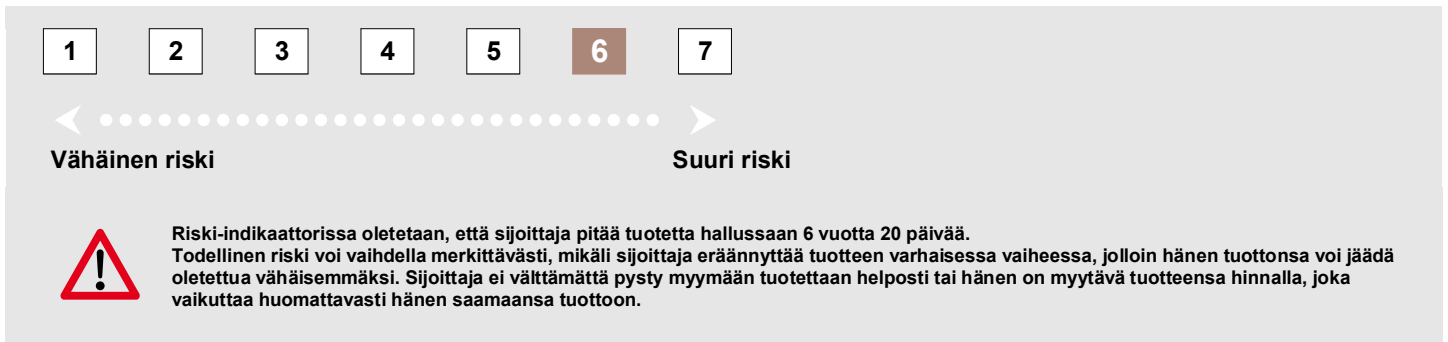 1 2 3 4 5 6 7
Vähäinen riski Suuri riski
Riski-indikaattorissa oletetaan, että sijoittaja pitää tuotetta hallussaan 6 vuotta 20 päivää.
Todellinen riski voi vaihdella merkittävästi, mikäli sijoittaja eräännyttää tuotteen varhaisessa vaiheessa, jolloin hänen tuottonsa voi jäädä
oletettua vähäisemmäksi. Sijoittaja ei välttämättä pysty myymään tuotettaan helposti tai hänen on myytävä tuotteensa hinnalla, joka
vaikuttaa huomattavasti hänen saamaansa tuottoon.